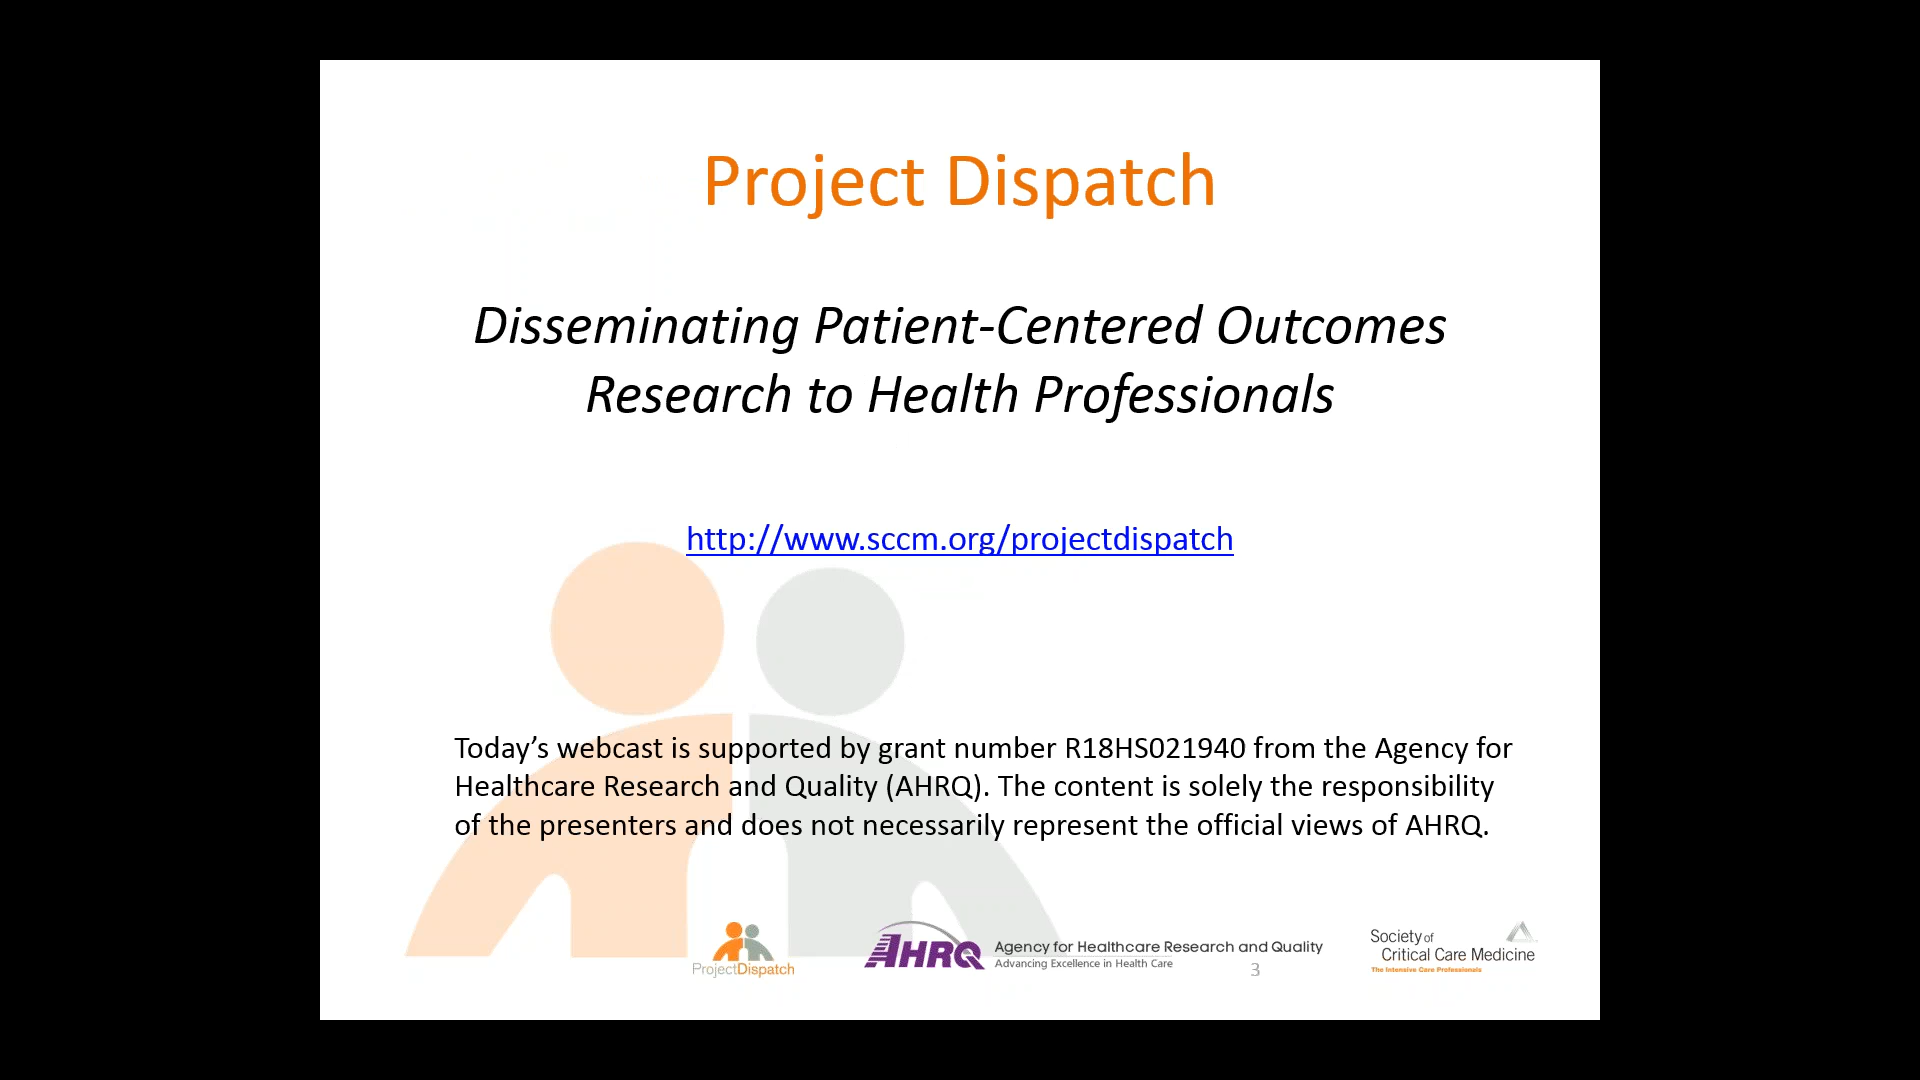 Project Dispatch
Disseminating Patient-Centered Outcomes
Research to Health Professionals
http://www.sccm.org/projectdispatch
Today’s webcast is supported by grant number R18HS021940 from the Agency for
Healthcare Research and Quality (AHRQ). The content is solely the responsibility
of the presenters and does not necessarily represent the official views of AHRQ.
ProjectDispatch
AHRQ
Agency for Healthcare Research and Quality
Advancing Excellence in Health Care
3
Society of
Critical Care Medicine
The Intensive Care Professionals